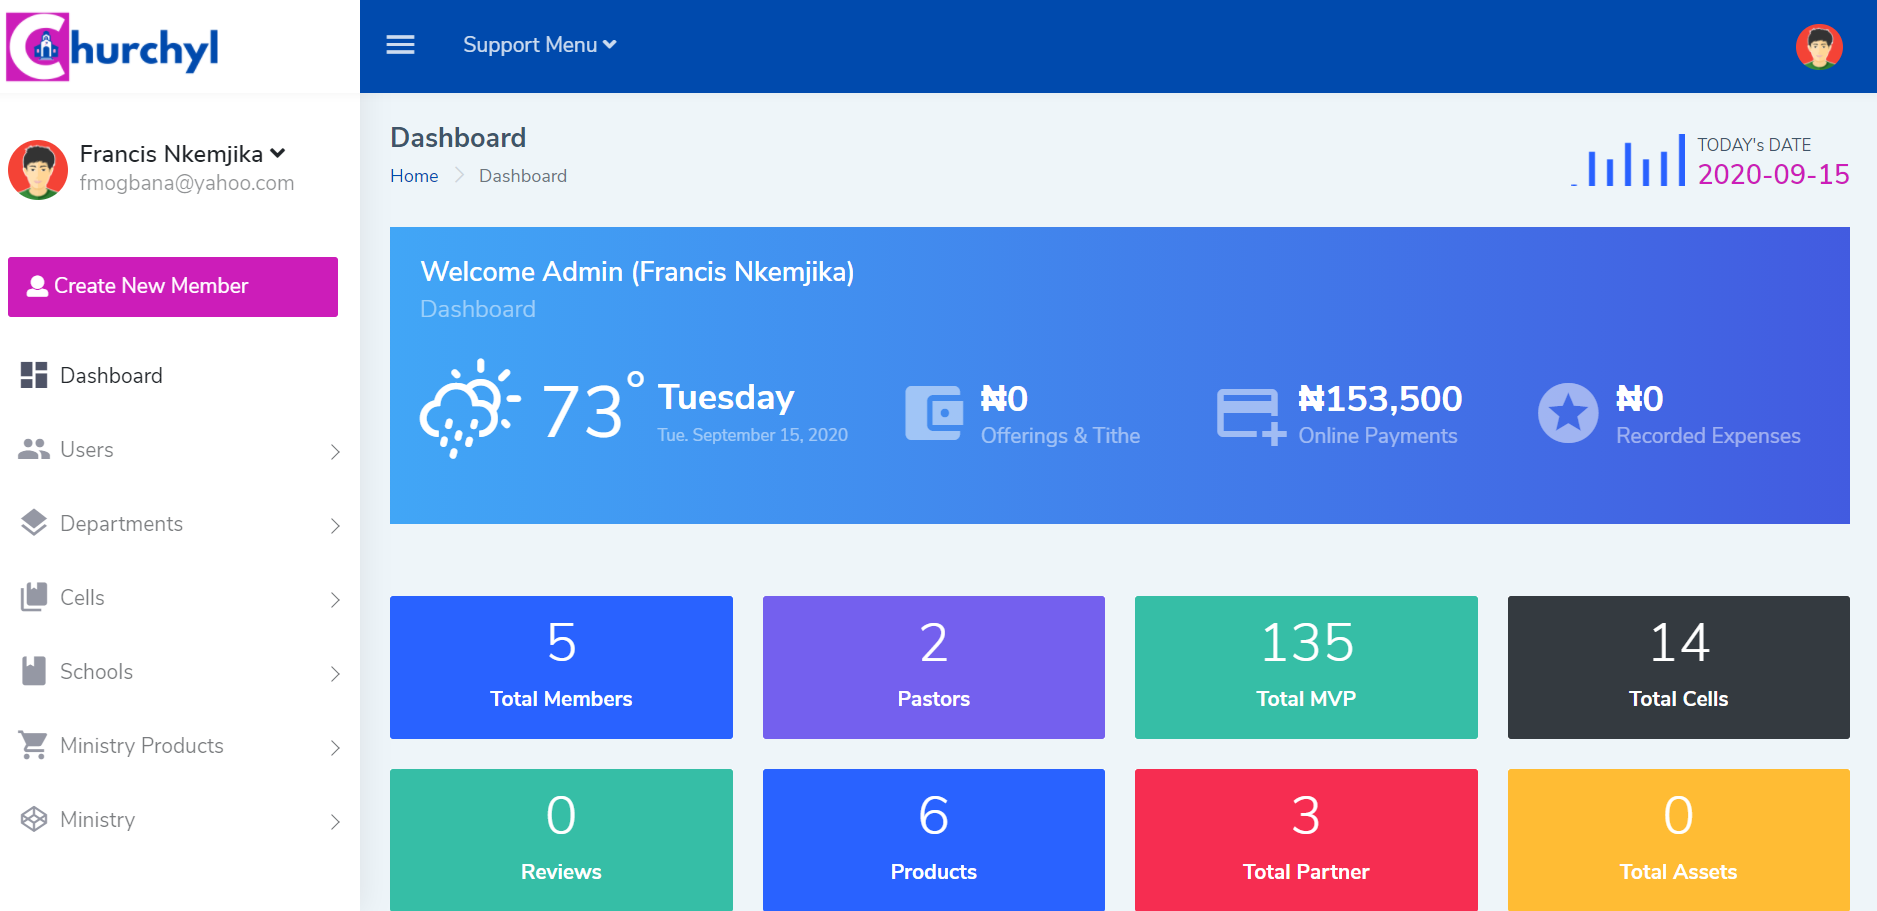 Churchyl
Support Menu
Francis Nkemjika
fmogbana@yahoo.com
Create New Member
Dashboard
Users
Departments
Cells
Schools
Ministry Products
Ministry
Dashboard
Home Dashboard
TODAY's DATE
2020-09-15
Welcome Admin (Francis Nkemjika)
Dashboard
73°
Tuesday
Tue. September 15, 2020
₦0
Offerings & Tithe
₦153,500
Online Payments
₦0
Recorded Expenses
5
Total Members
2
Pastors
135
Total MVP
14
Total Cells
0
Reviews
6
Products
3
Total Partner
0
Total Assets